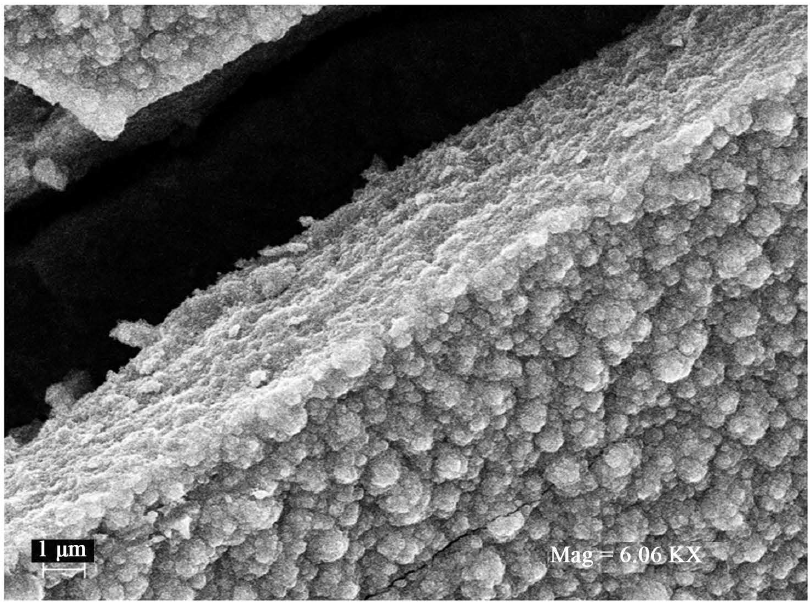 1 μm
Mag = 6.06 KX